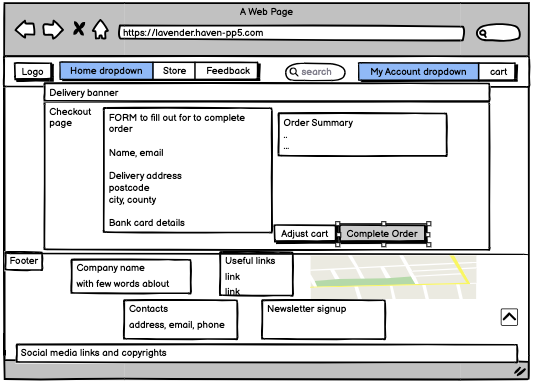 A Web Page
https://lavender.haven-pp5.com
Logo
Home dropdown
Store
Feedback
search
My Account dropdown
cart
Delivery banner
Checkout
page
FORM to fill out for to complete
order
Name, email
Delivery address
postcode
city, county
Bank card details
Order Summary
..
...
Adjust cart
Complete Order
Footer
Company name
with few words ablout
Useful links
link
link
Contacts
address, email, phone
Newsletter signup
Social media links and copyrights